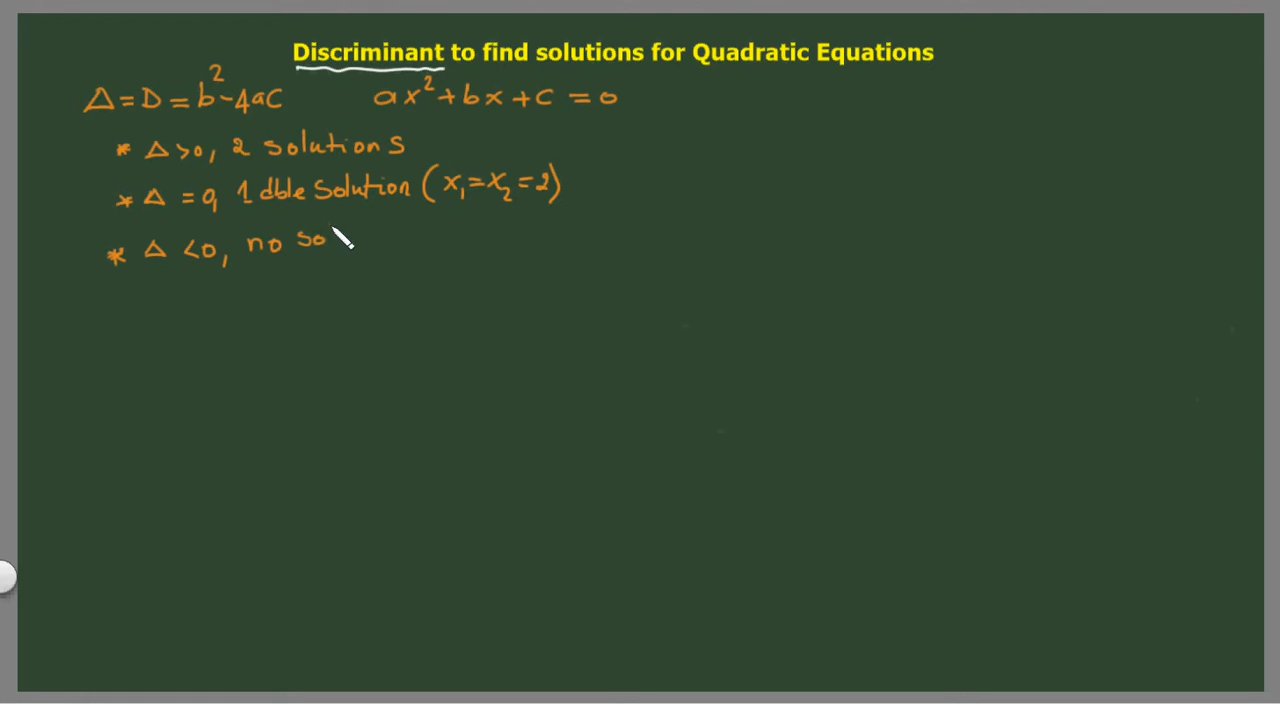 Discriminant to find solutions for Quadratic Equations
Δ = D = b² - 4ac ax² + bx + c = 0
* Δ > 0, 2 solutions
* Δ = 0, 1 dble solution (x₁ = x₂ = 2)
* Δ < 0, no so